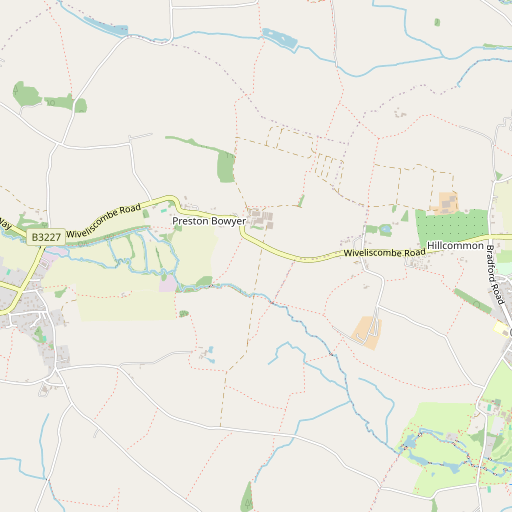 Wiveliscombe Road
Preston Bowyer
B3227
Hillcommon
Wiveliscombe Road
Bradford Road